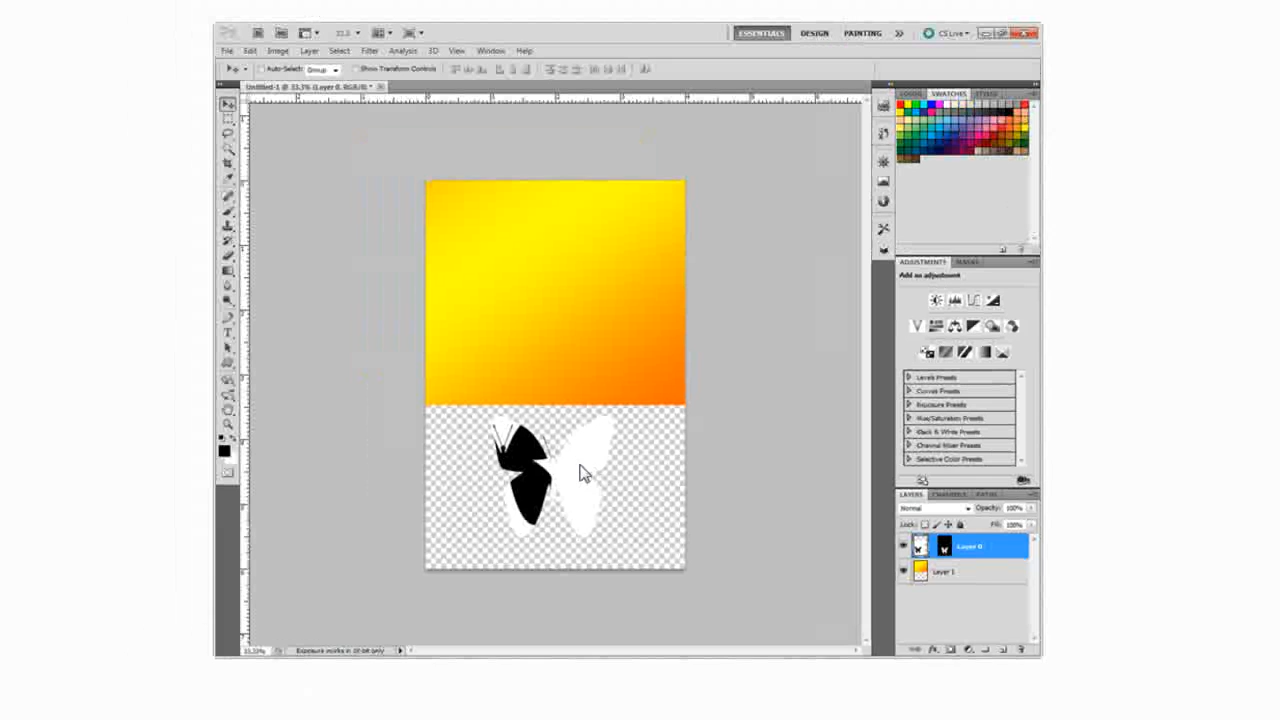 33.3
ESSENTIALS DESIGN PAINTING CS Live
File Edit Image Layer Select Filter Analysis 3D View Window Help
Auto-Select: Group Show Transform Controls
Untitled-1 @ 33.3% (Layer 0, RGB/8) *
SWATCHES STYLES
ADJUSTMENTS MASKS
Add an adjustment
Levels Presets
Curves Presets
Exposure Presets
Hue/Saturation Presets
Black & White Presets
Channel Mixer Presets
Selective Color Presets
LAYERS CHANNELS PATHS
Normal Opacity: 100%
Lock: Fill: 100%
Layer 0
Layer 1
33.33% Exposure works in 32-bit only